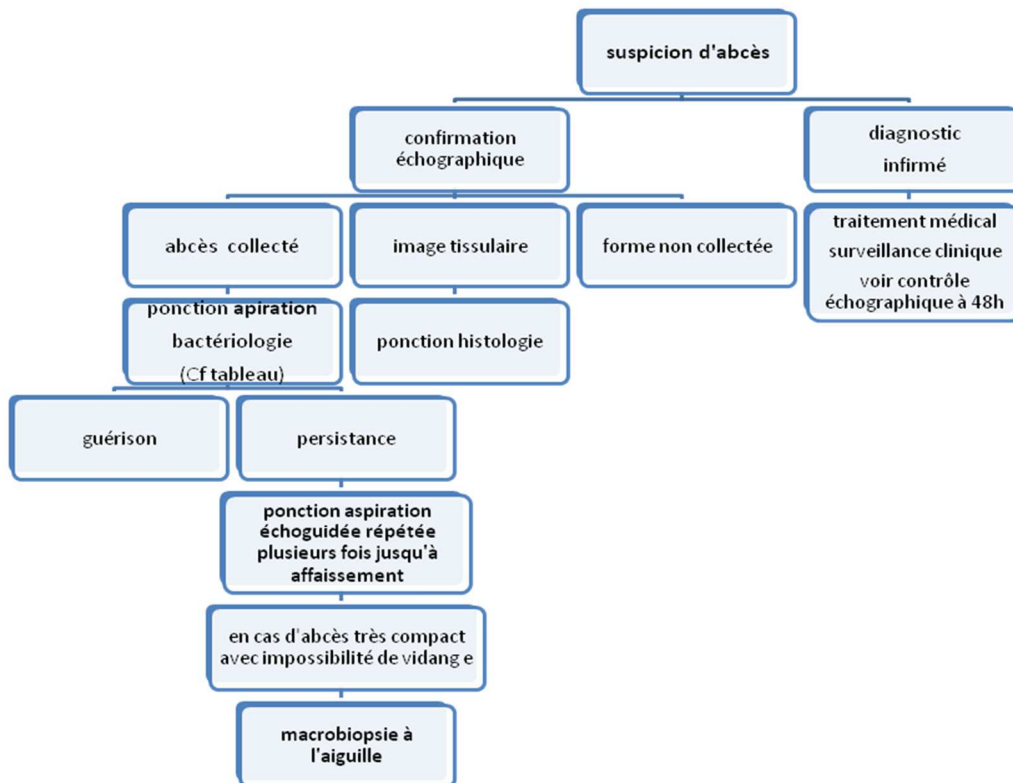 suspicion d'abcès
confirmation
échographique
diagnostic
infirmé
abcès collecté
image tissulaire
forme non collectée
traitement médical
surveillance clinique
voir contrôle
échographique à 48h
ponction apiration
bactériologie
(Cf tableau)
ponction histologie
guérison
persistance
ponction aspiration
échoguidée répétée
plusieurs fois jusqu'à
affaissement
en cas d'abcès très compact
avec impossibilité de vidang e
macrobiopsie à
l'aiguille